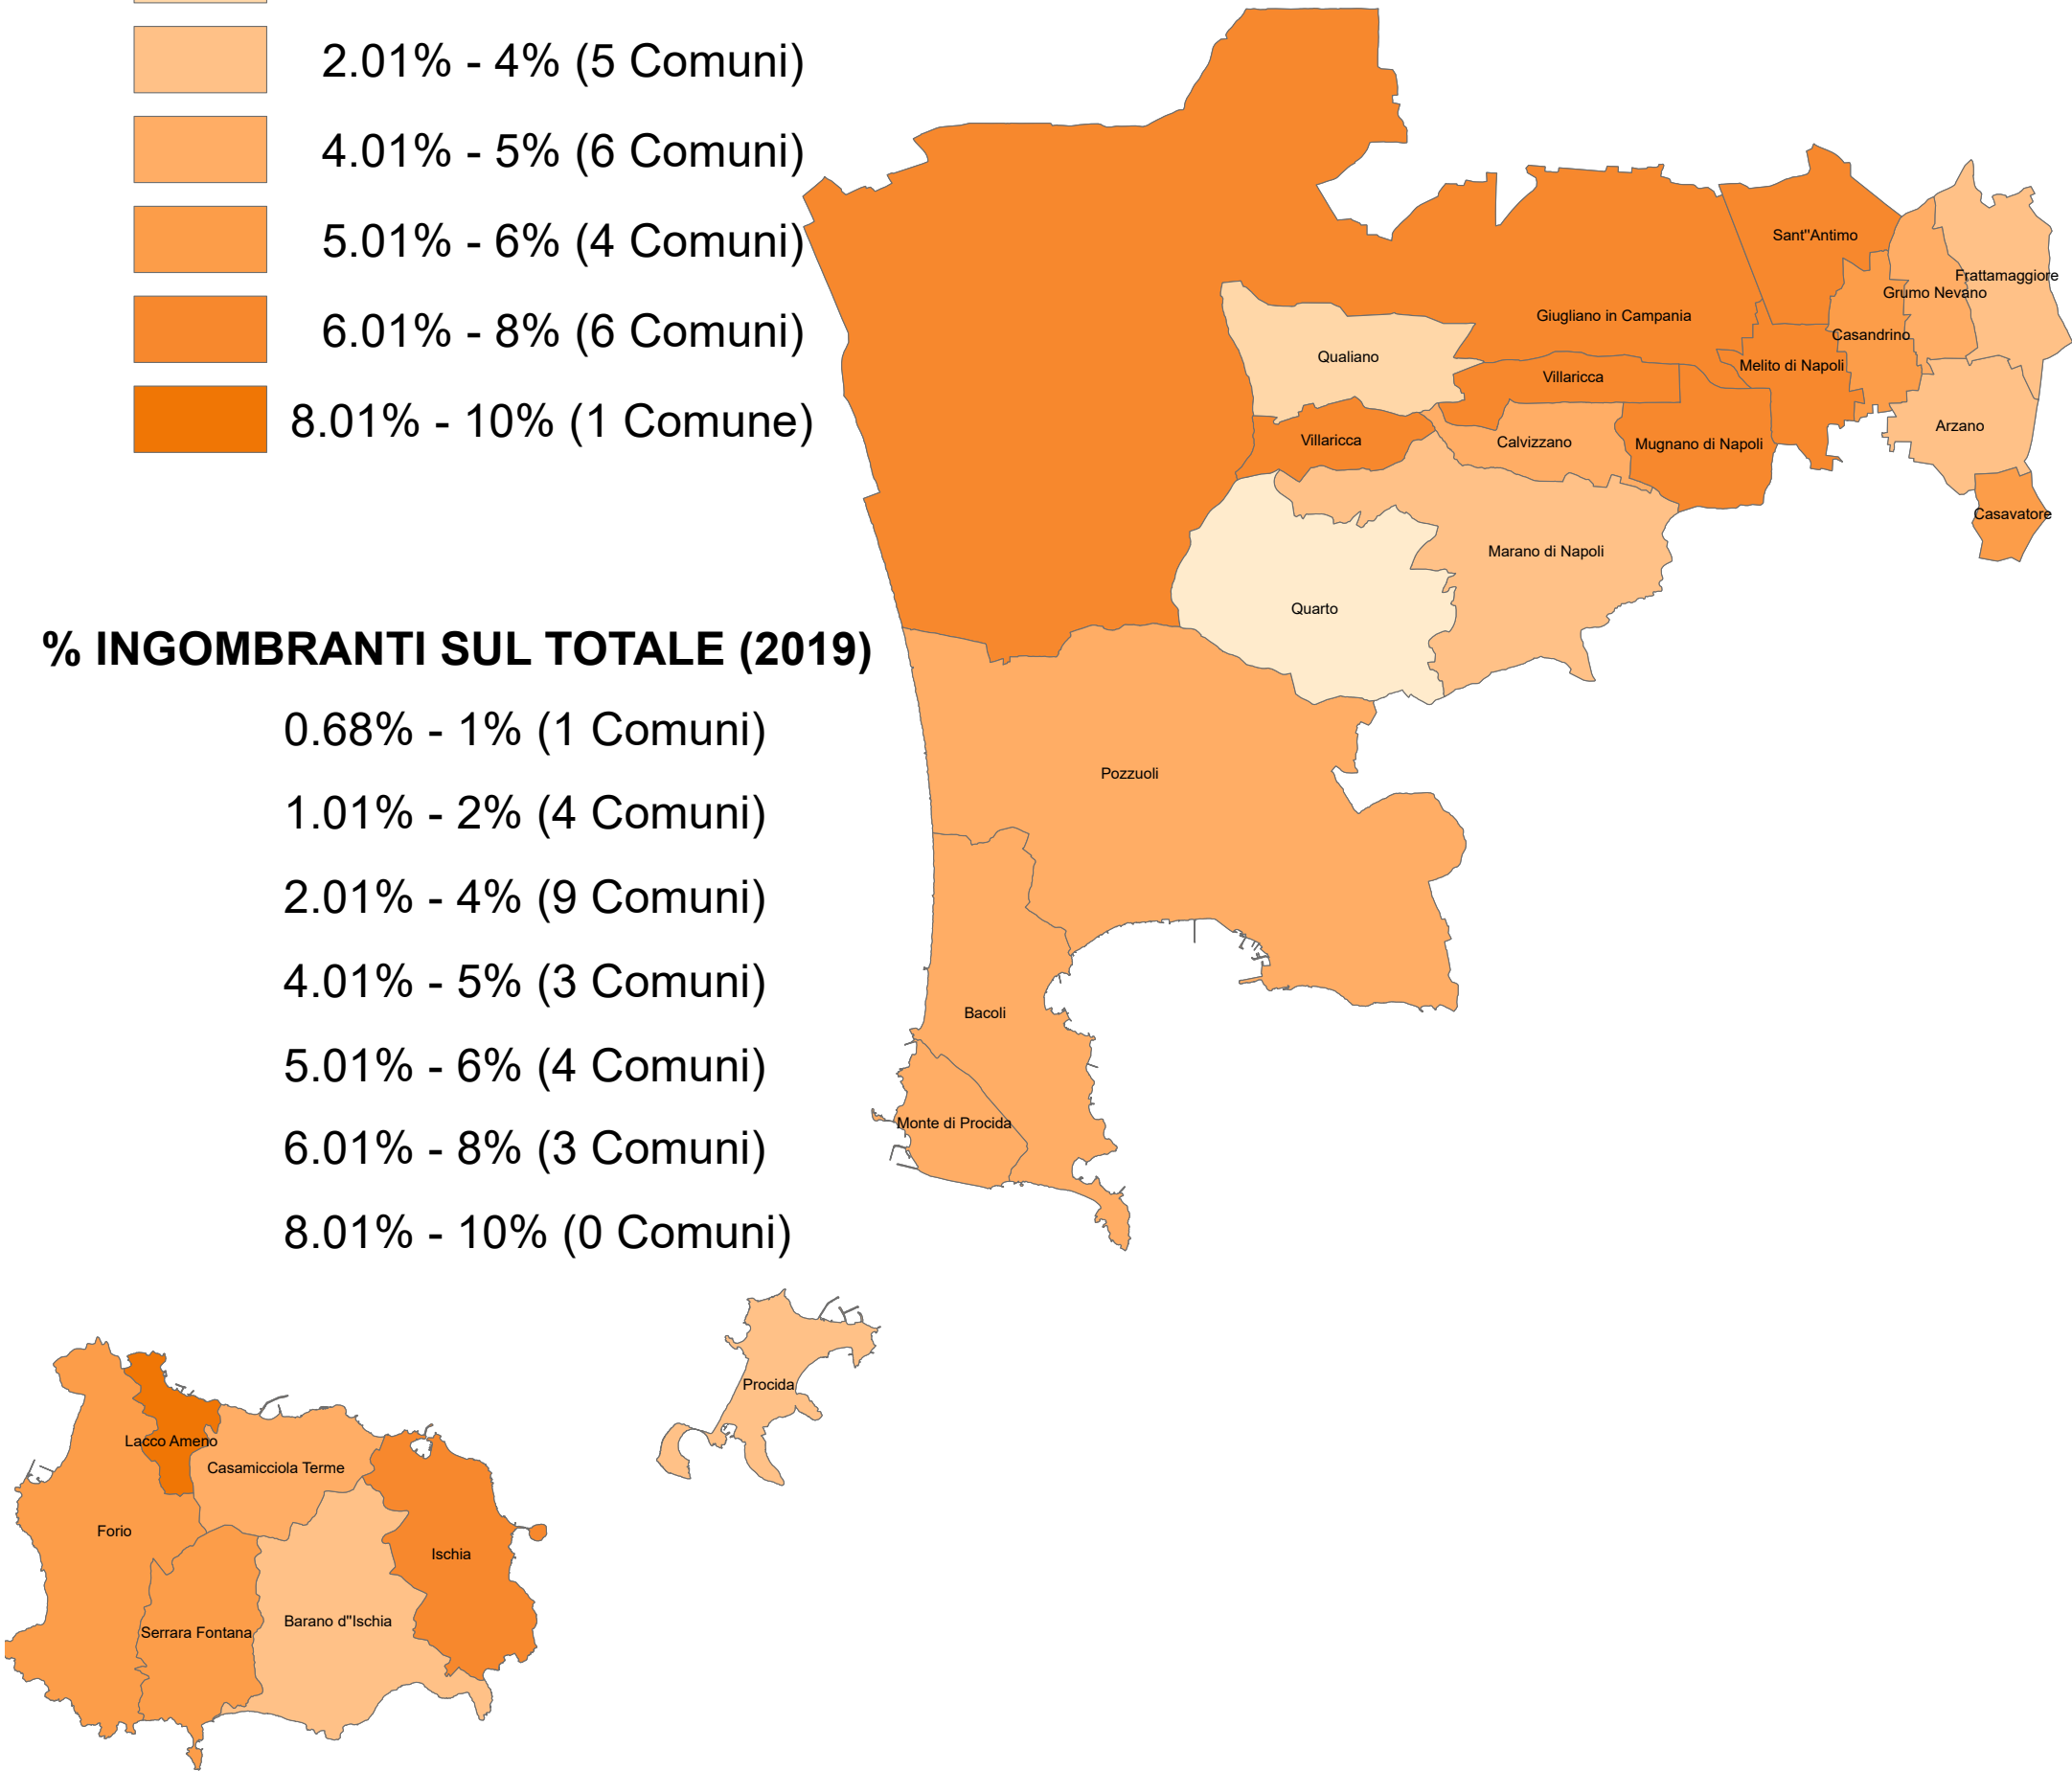 2.01% - 4% (5 Comuni)
4.01% - 5% (6 Comuni)
5.01% - 6% (4 Comuni)
6.01% - 8% (6 Comuni)
8.01% - 10% (1 Comune)
% INGOMBRANTI SUL TOTALE (2019)
0.68% - 1% (1 Comuni)
1.01% - 2% (4 Comuni)
2.01% - 4% (9 Comuni)
4.01% - 5% (3 Comuni)
5.01% - 6% (4 Comuni)
6.01% - 8% (3 Comuni)
8.01% - 10% (0 Comuni)
Sant"Antimo
Frattamaggiore
Grumo Nevano
Giugliano in Campania
Casandrino
Qualiano
Melito di Napoli
Villaricca
Arzano
Villaricca
Calvizzano
Mugnano di Napoli
Casavatore
Marano di Napoli
Quarto
Pozzuoli
Bacoli
Monte di Procida
Procida
Lacco Ameno
Casamicciola Terme
Forio
Ischia
Barano d"Ischia
Serrara Fontana